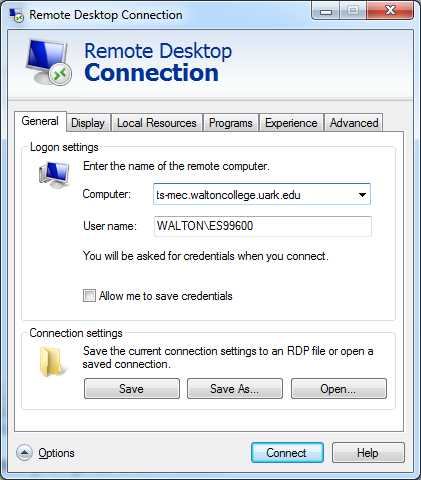 Remote Desktop Connection
Remote Desktop
Connection
General Display Local Resources Programs Experience Advanced
Logon settings
Enter the name of the remote computer.
Computer: ts-mec.waltoncollege.uark.edu
User name: WALTON\ES99600
You will be asked for credentials when you connect.
Allow me to save credentials
Connection settings
Save the current connection settings to an RDP file or open a
saved connection.
Save Save As... Open...
Options Connect Help